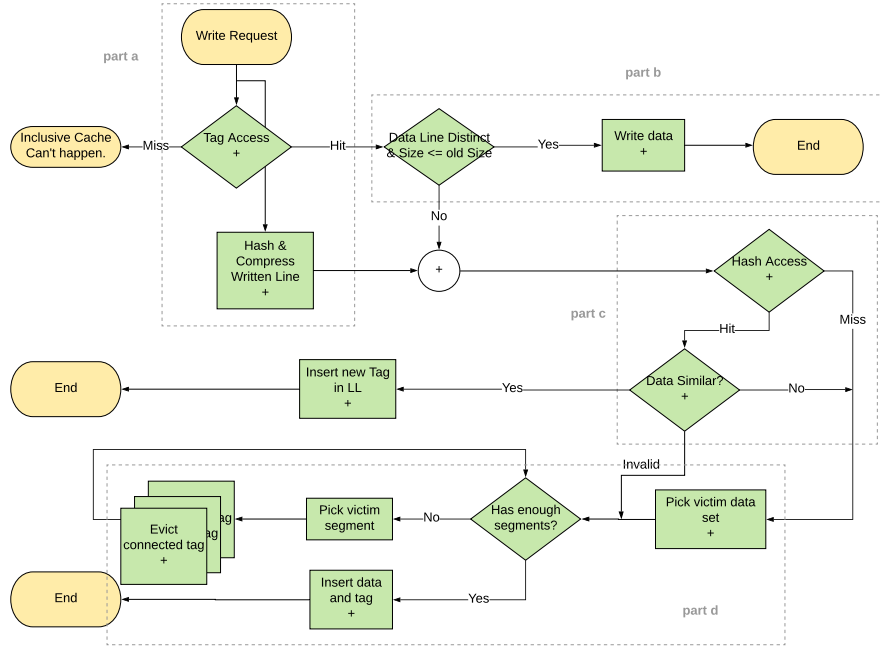 Write Request
part a
part b
Inclusive Cache
Can't happen.
Miss
Tag Access
+
Hit
Data Line Distinct
& Size <= old Size
Yes
Write data
+
End
No
Hash &
Compress
Written Line
+
+
Hash Access
+
part c
Miss
Hit
End
Insert new Tag
in LL
+
Yes
Data Similar?
+
No
Invalid
ag
ag
Evict
connected tag
+
Pick victim
segment
No
Has enough
segments?
Pick victim data
set
+
End
Insert data
and tag
+
Yes
part d